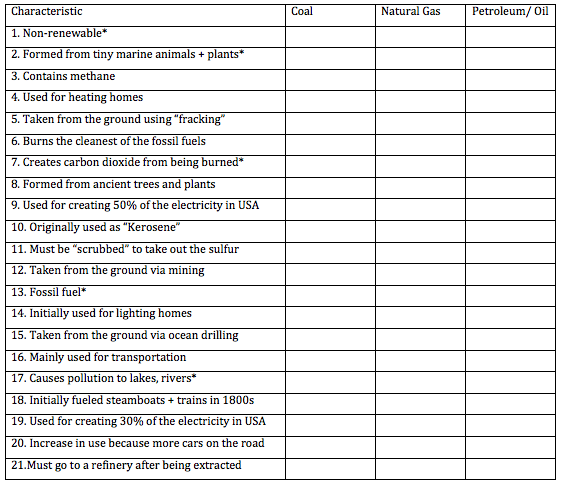 Characteristic Coal Natural Gas Petroleum/ Oil
1. Non-renewable*
2. Formed from tiny marine animals + plants*
3. Contains methane
4. Used for heating homes
5. Taken from the ground using “fracking”
6. Burns the cleanest of the fossil fuels
7. Creates carbon dioxide from being burned*
8. Formed from ancient trees and plants
9. Used for creating 50% of the electricity in USA
10. Originally used as “Kerosene”
11. Must be “scrubbed” to take out the sulfur
12. Taken from the ground via mining
13. Fossil fuel*
14. Initially used for lighting homes
15. Taken from the ground via ocean drilling
16. Mainly used for transportation
17. Causes pollution to lakes, rivers*
18. Initially fueled steamboats + trains in 1800s
19. Used for creating 30% of the electricity in USA
20. Increase in use because more cars on the road
21.Must go to a refinery after being extracted